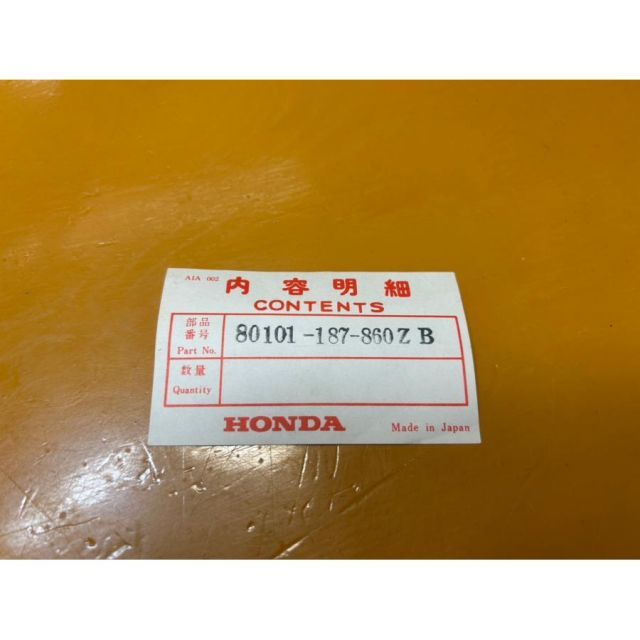 AIA 002
内容明細
CONTENTS
部品番号
Part No.
80101-187-860ZB
数量
Quantity
HONDA
Made in Japan